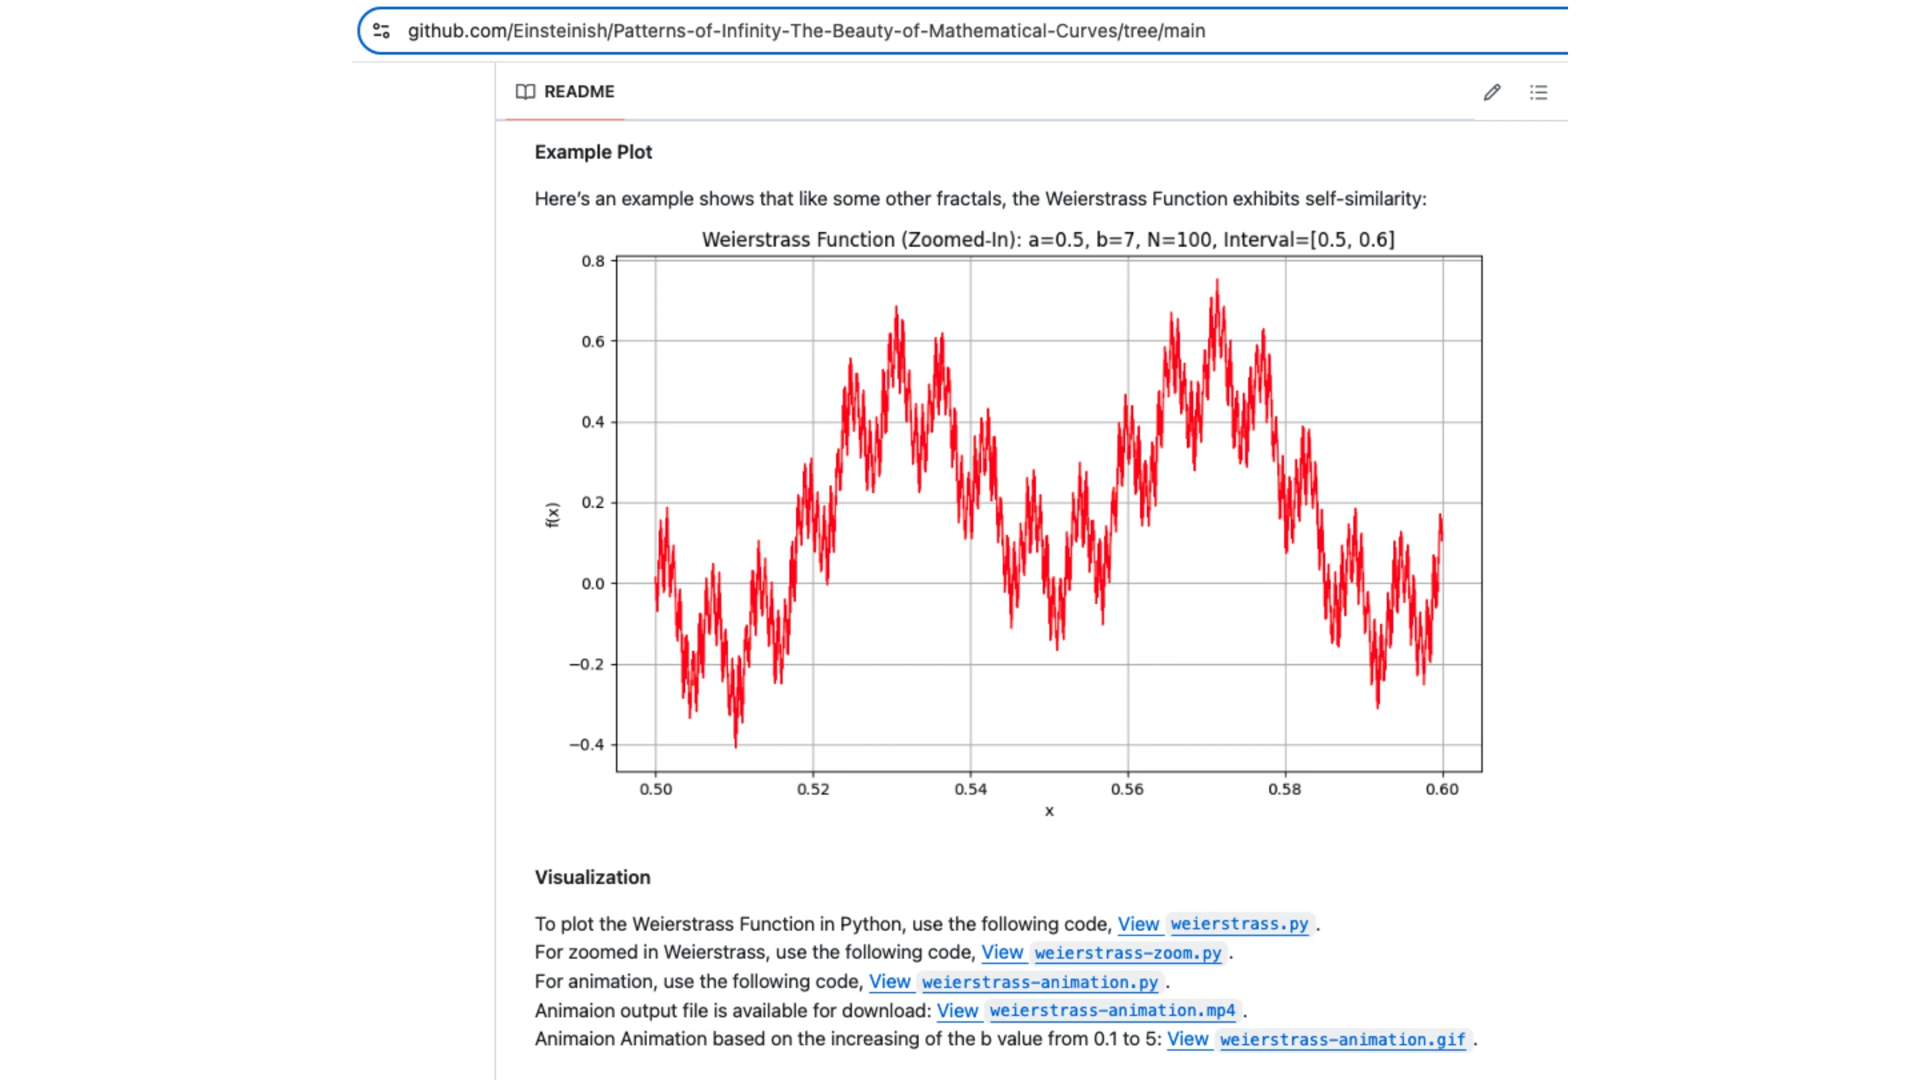 github.com/Einsteinish/Patterns-of-Infinity-The-Beauty-of-Mathematical-Curves/tree/main
README
Example Plot
Here's an example shows that like some other fractals, the Weierstrass Function exhibits self-similarity:
Weierstrass Function (Zoomed-In): a=0.5, b=7, N=100, Interval=[0.5, 0.6]
0.8
0.6
0.4
0.2
0.0
−0.2
−0.4
f(x)
0.50 0.52 0.54 0.56 0.58 0.60
x
Visualization
To plot the Weierstrass Function in Python, use the following code, View weierstrass.py .
For zoomed in Weierstrass, use the following code, View weierstrass-zoom.py .
For animation, use the following code, View weierstrass-animation.py .
Animaion output file is available for download: View weierstrass-animation.mp4 .
Animaion Animation based on the increasing of the b value from 0.1 to 5: View weierstrass-animation.gif .